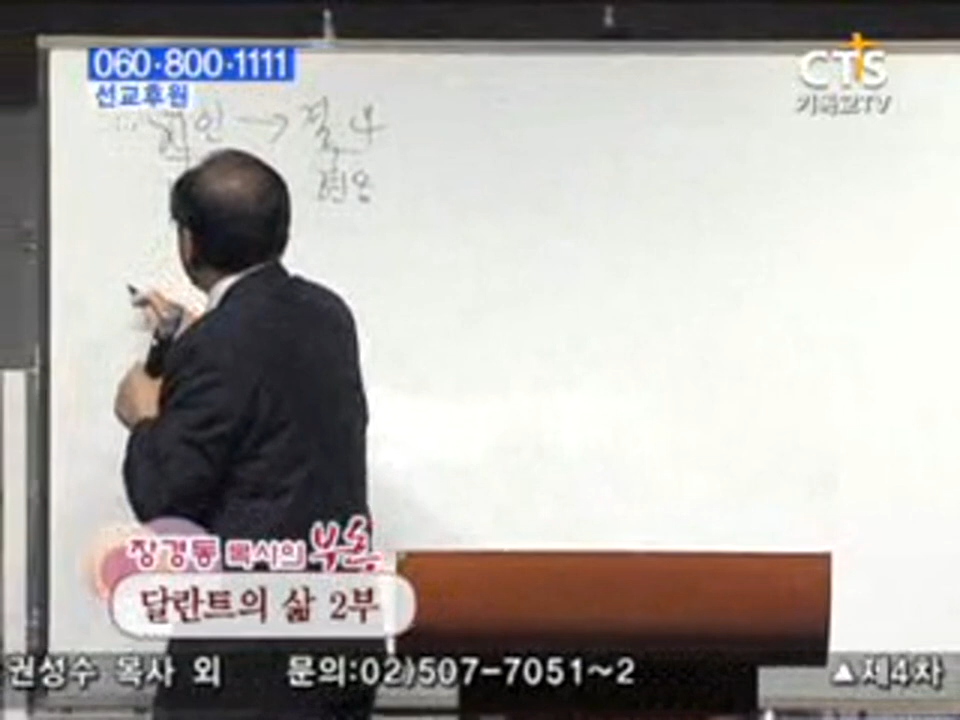 060·800·1111
선교후원
CTS
기독교TV
죄인 → 절
장경동 목사의 부흥
달란트의 삶 2부
권성수 목사 외 문의:02)507-7051~2 ▲제4차